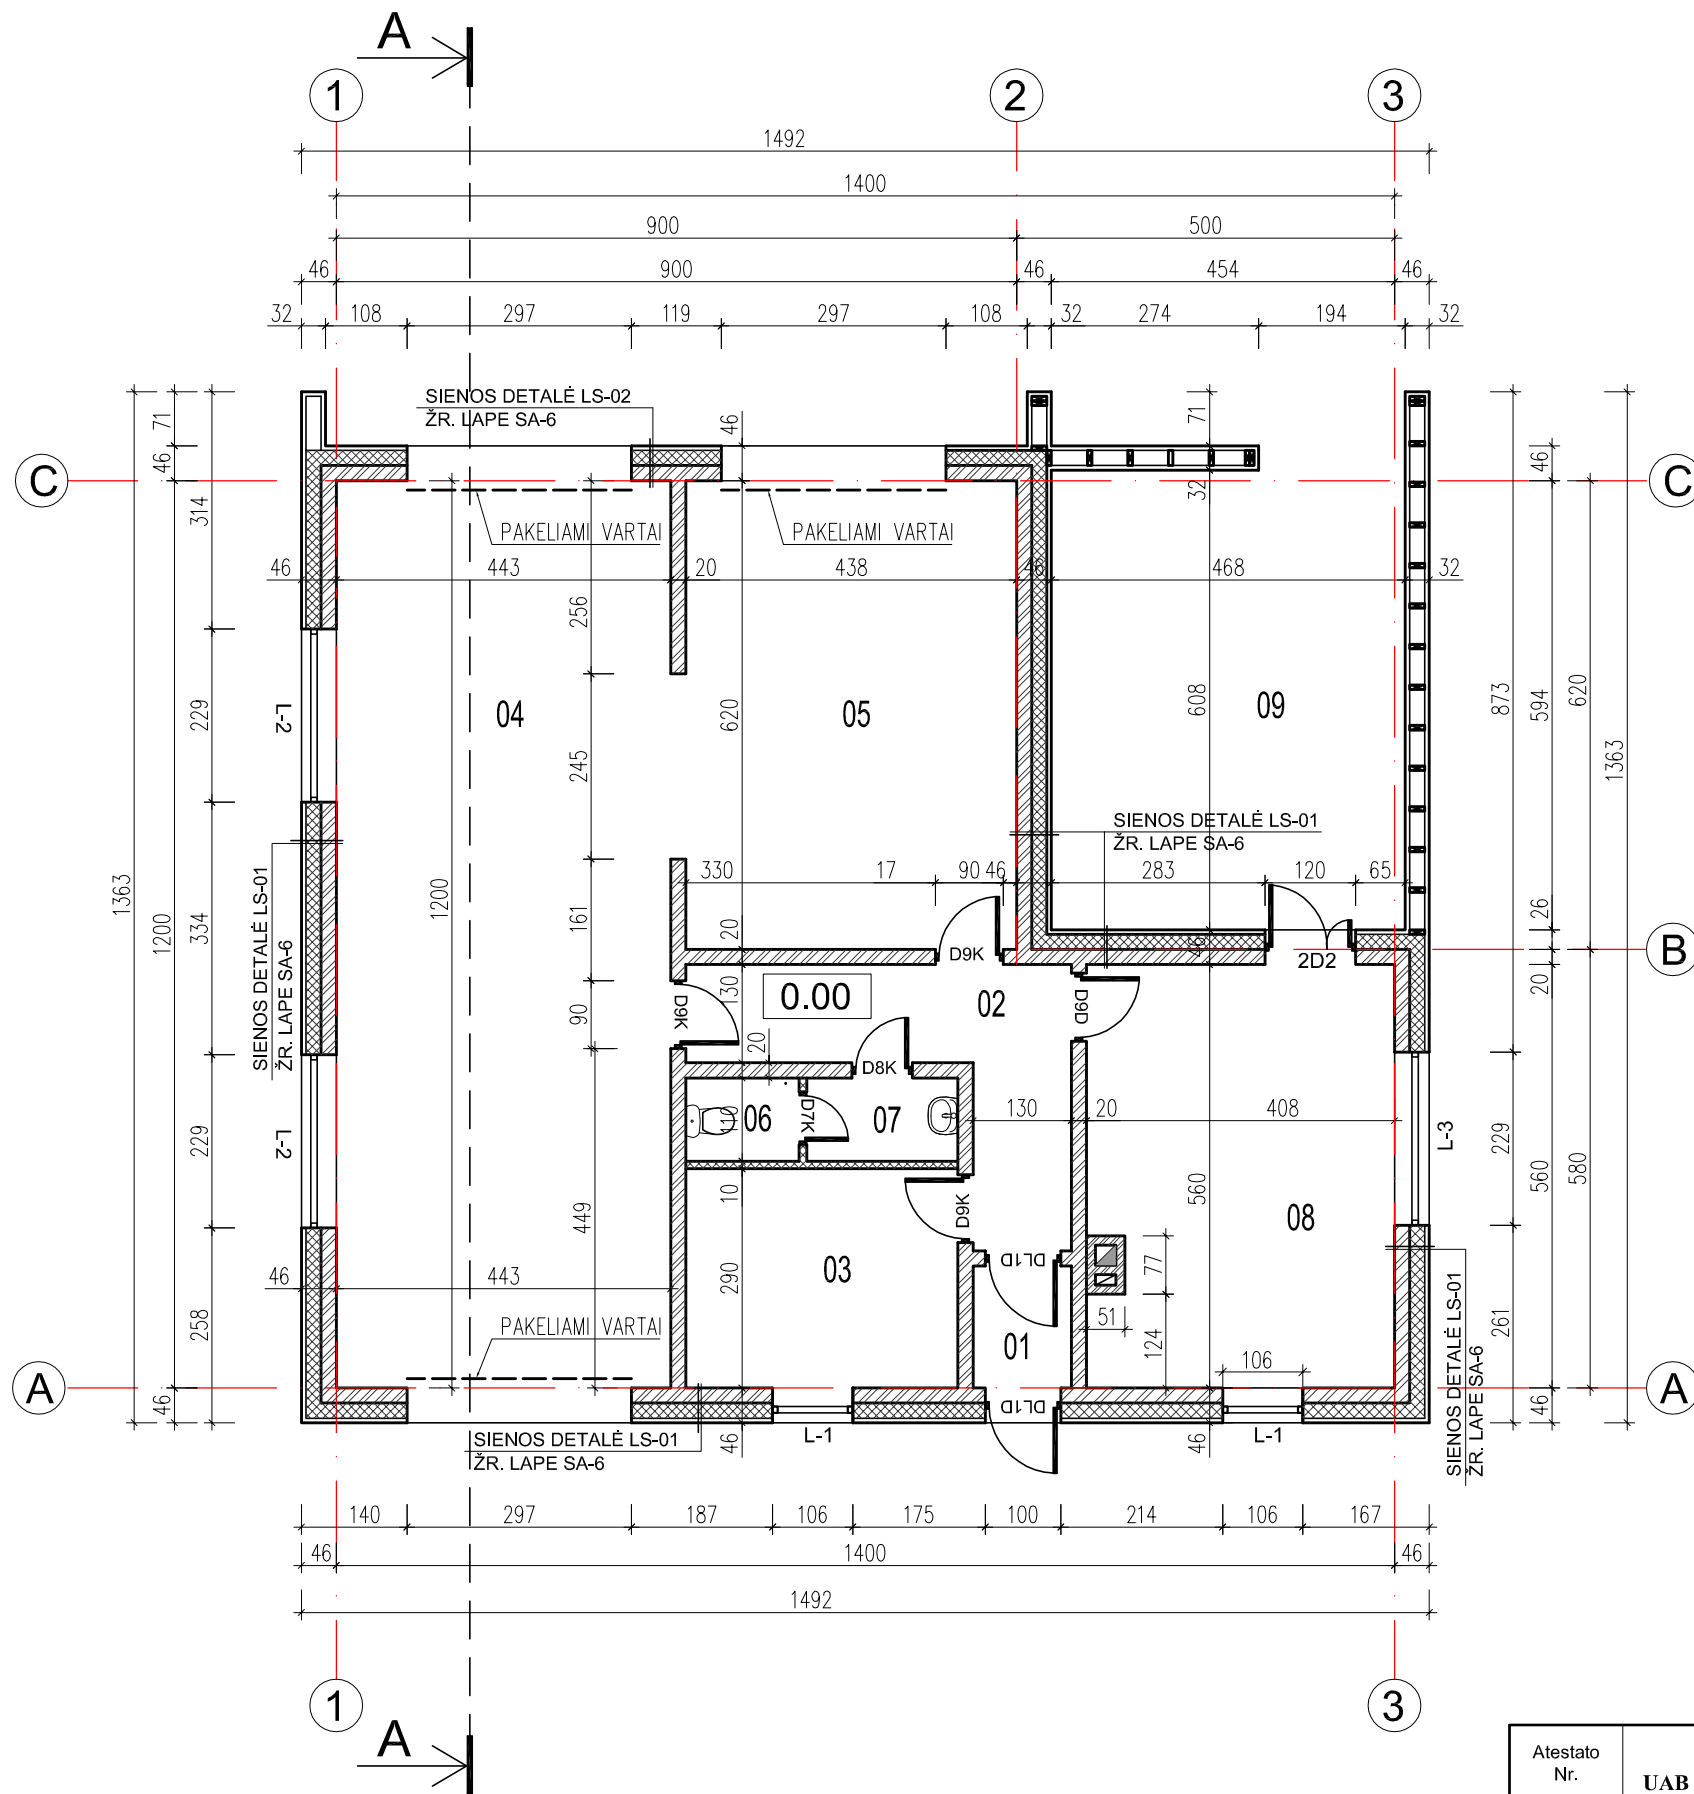 A
1 2 3
1492
1400
900 500
46 900 46 454 46
32 108 297 119 297 108 32 274 194 32
SIENOS DETALĖ LS-02
ŽR. LAPE SA-6
71 46 71
46 46
C C
314 32
PAKELIAMI VARTAI PAKELIAMI VARTAI
46 443 20 438 46 468 32
256
L-2 229 04 245 620 05 608 09 873 594 620
1363
SIENOS DETALĖ LS-01
ŽR. LAPE SA-6
330 17 90 46 283 120 65
1363 1200 334 1200 161 20 26
SIENOS DETALĖ LS-01
ŽR. LAPE SA-6
D9K 46 2D2 B
130 0.00 02 D9D 20
90 D9K 20
D8K
L-2 229 110 06 D7K 07 130 20 408 L-3 229
10 D9K 560 560 580
449 08
46 443 290 03 DL1D 77 261
258 51
PAKELIAMI VARTAI 01 124 106
SIENOS DETALĖ LS-01
ŽR. LAPE SA-6
A A
46 46 L-1 DL1D L-1 46 46
SIENOS DETALĖ LS-01
ŽR. LAPE SA-6
140 297 187 106 175 100 214 106 167
46 1400 46
1492
1 3
A
Atestato
Nr.
UAB